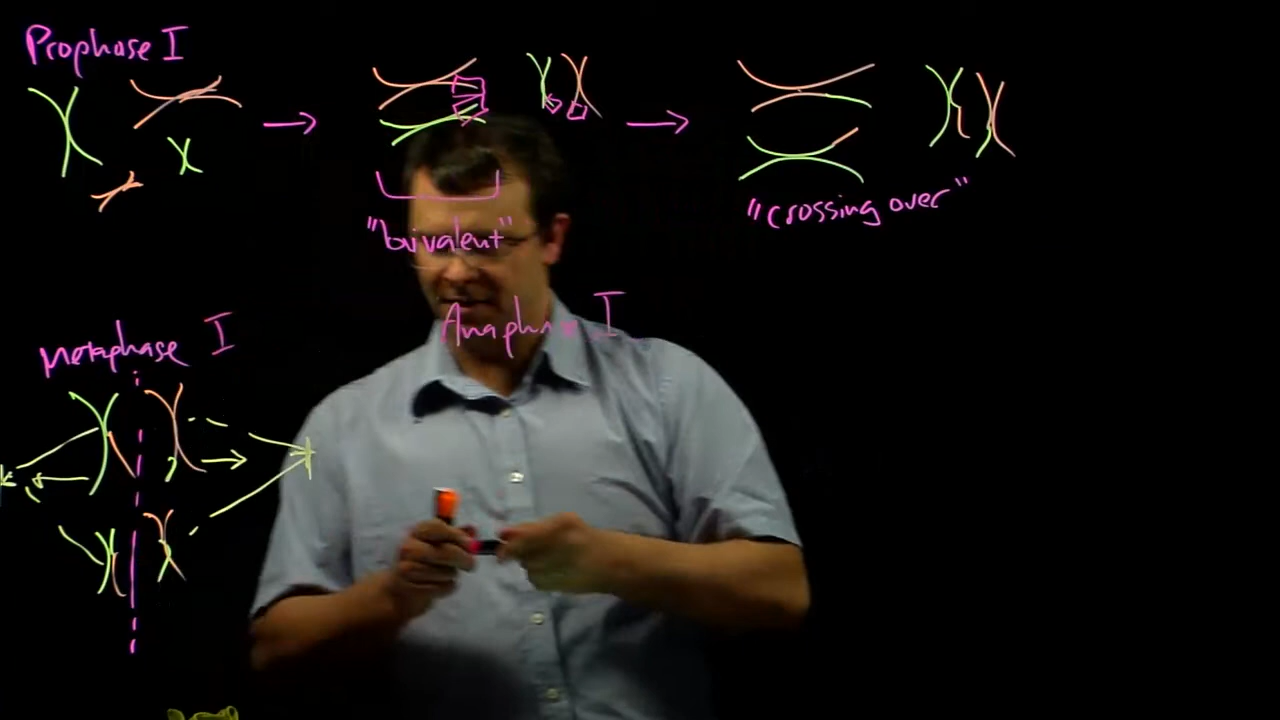 Prophase I
"bivalent"
"crossing over"
Metaphase I
Anaphase I